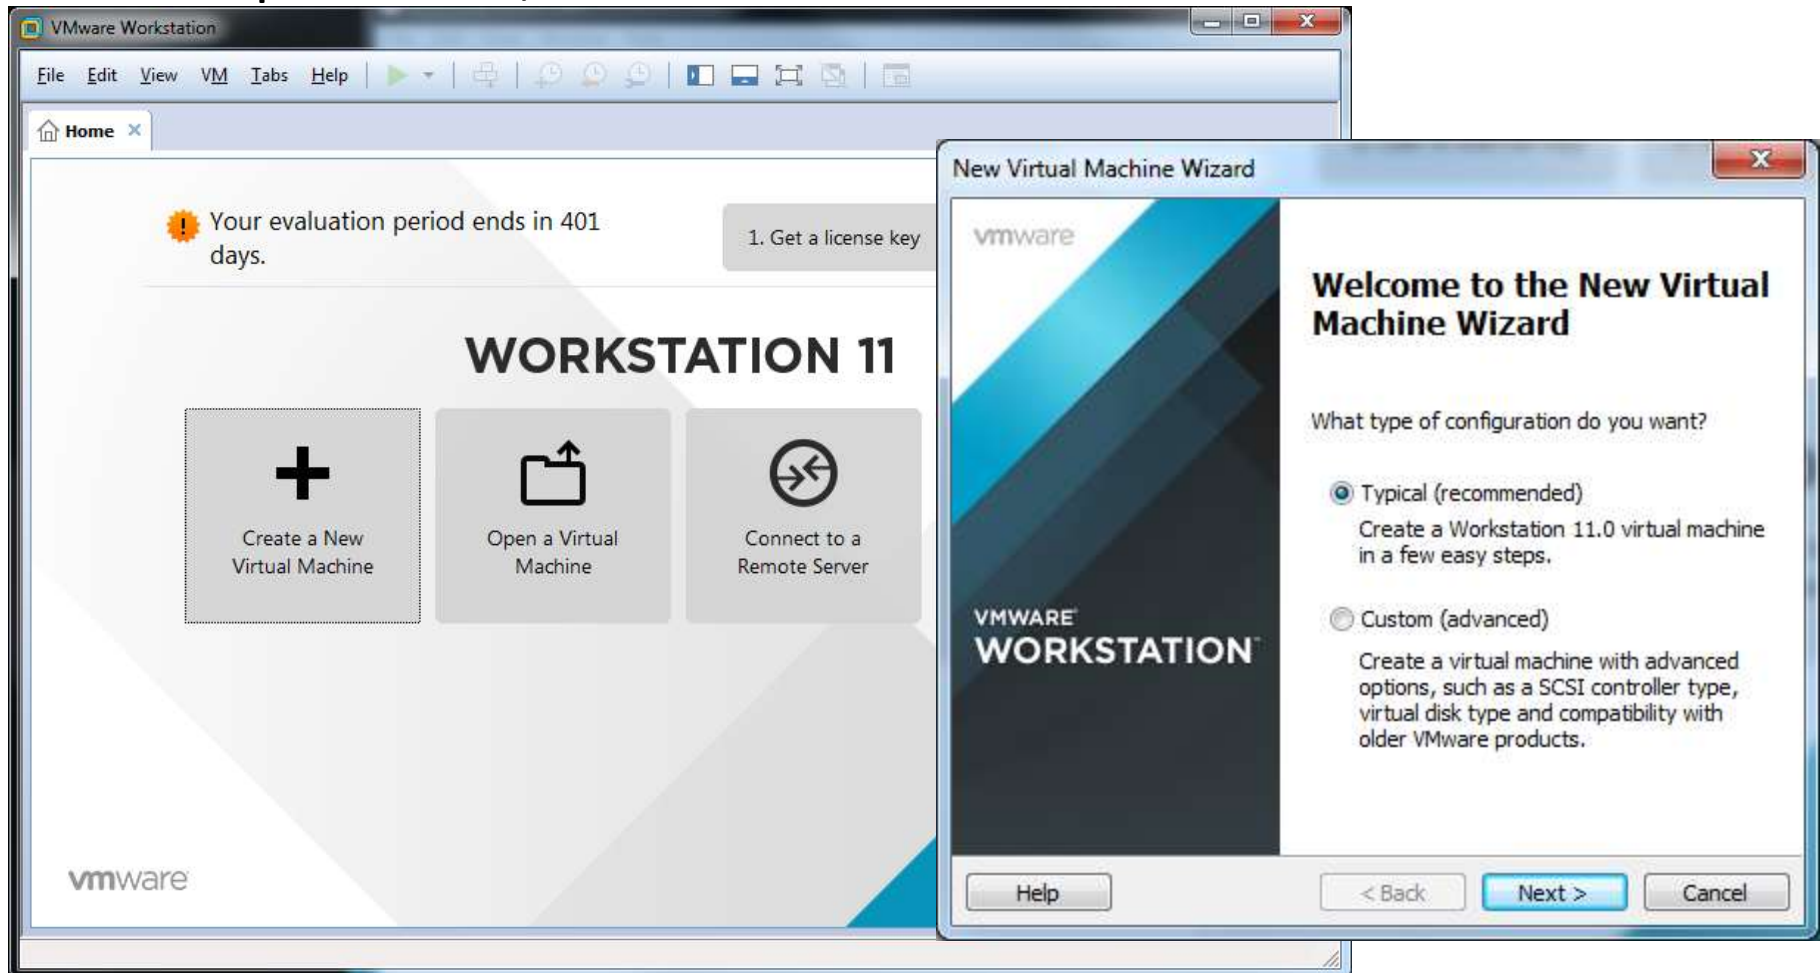 VMware Workstation
File Edit View VM Tabs Help
Home
Your evaluation period ends in 401
days.
1. Get a license key
WORKSTATION 11
Create a New
Virtual Machine
Open a Virtual
Machine
Connect to a
Remote Server
vmware
New Virtual Machine Wizard
vmware
VMWARE
WORKSTATION™
Welcome to the New Virtual
Machine Wizard
What type of configuration do you want?
Typical (recommended)
Create a Workstation 11.0 virtual machine
in a few easy steps.
Custom (advanced)
Create a virtual machine with advanced
options, such as a SCSI controller type,
virtual disk type and compatibility with
older VMware products.
Help < Back Next > Cancel